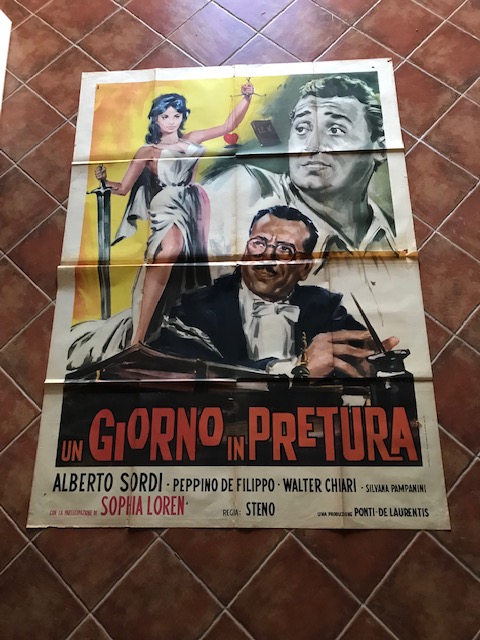 UN GIORNO IN PRETURA
ALBERTO SORDI · PEPPINO DE FILIPPO · WALTER CHIARI · SILVANA PAMPANINI
CON LA PARTECIPAZIONE DI SOPHIA LOREN · REGIA: STENO UNA PRODUZIONE PONTI - DE LAURENTIS